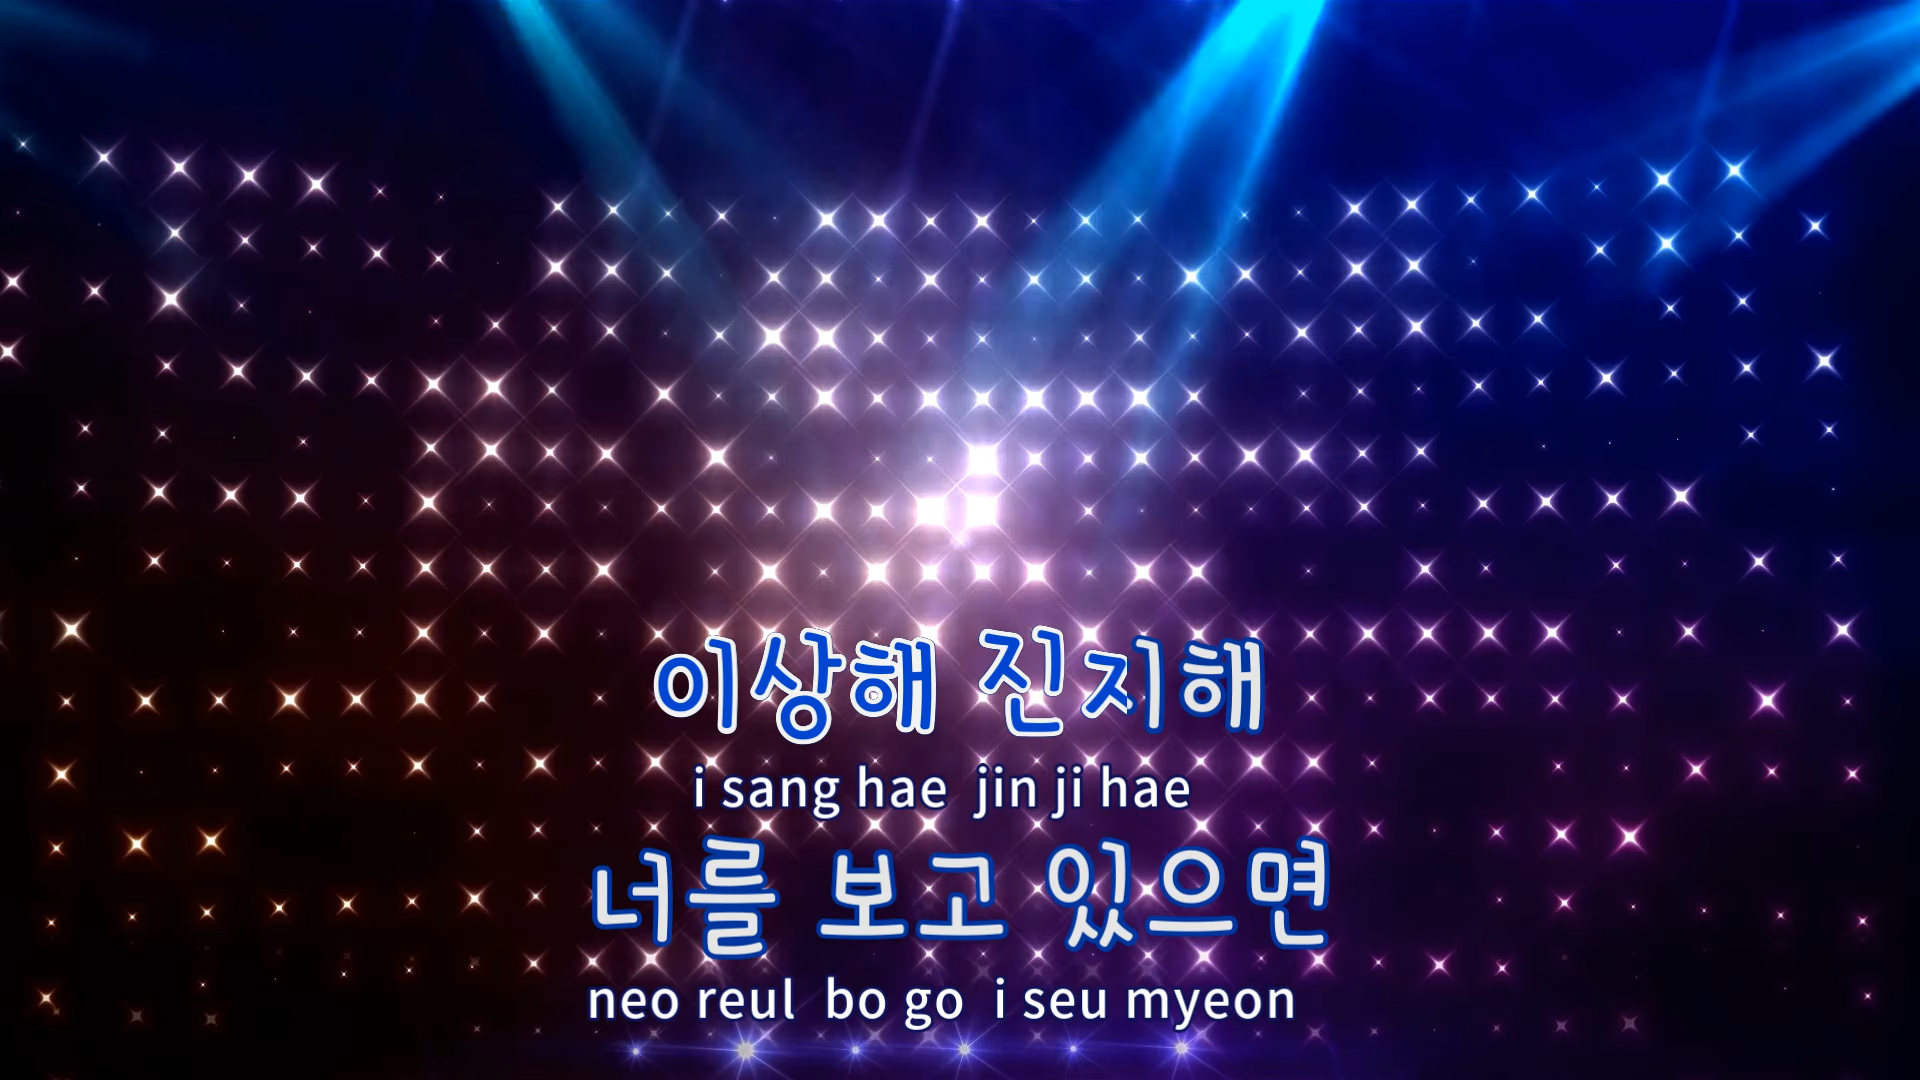 이상해 진지해
i sang hae jin ji hae
너를 보고 있으면
neo reul bo go i seu myeon